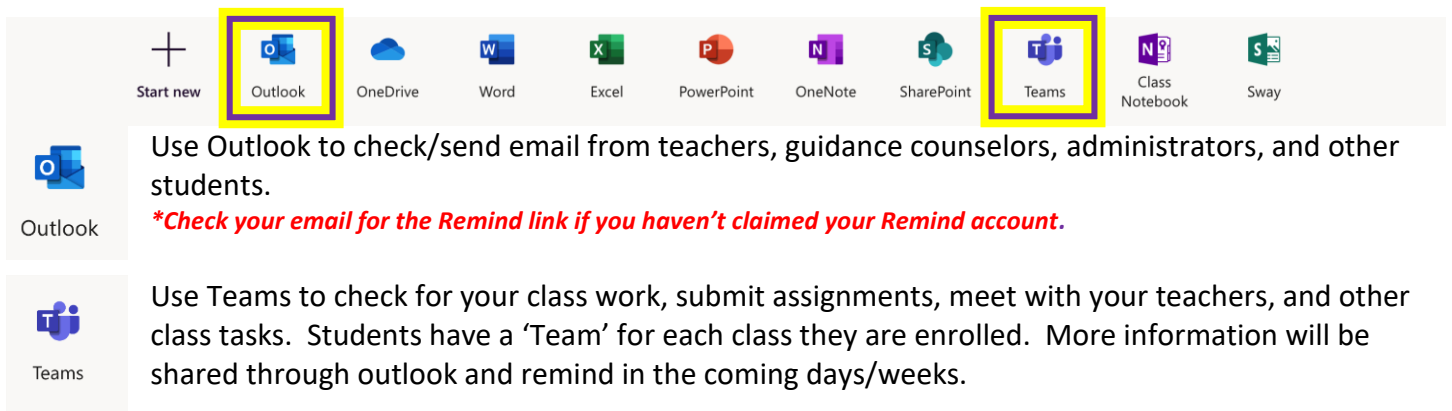 Start new Outlook OneDrive Word Excel PowerPoint OneNote SharePoint Teams Class Notebook Sway
Use Outlook to check/send email from teachers, guidance counselors, administrators, and other
students.
*Check your email for the Remind link if you haven’t claimed your Remind account.
Outlook
Use Teams to check for your class work, submit assignments, meet with your teachers, and other
class tasks.  Students have a ‘Team’ for each class they are enrolled.  More information will be
shared through outlook and remind in the coming days/weeks.
Teams